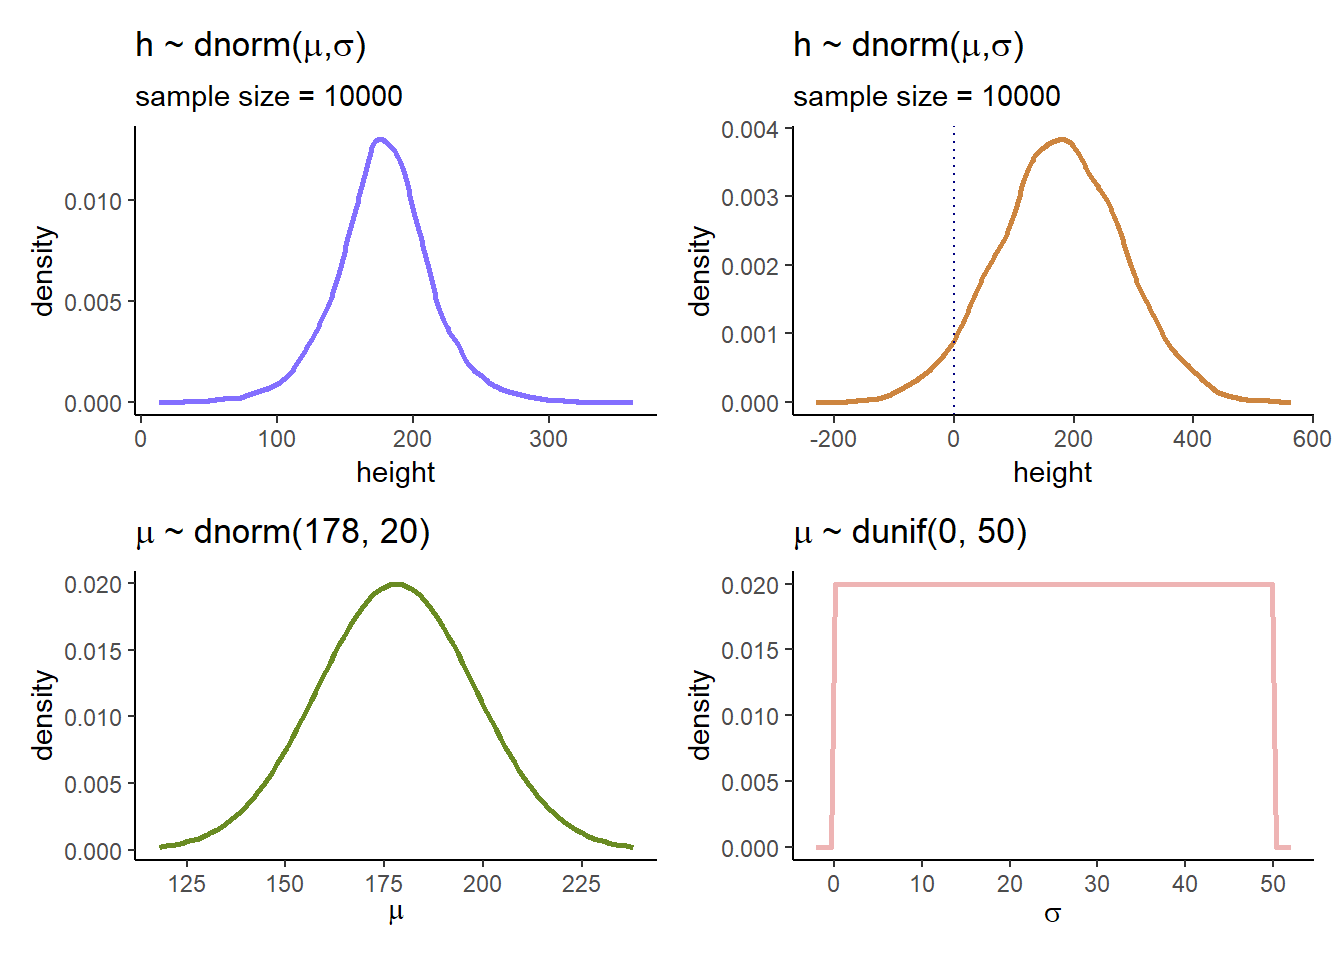 h ~ dnorm(μ,σ)
sample size = 10000
density
0.010
0.005
0.000
0
100
200
300
height
h ~ dnorm(μ,σ)
sample size = 10000
density
0.004
0.003
0.002
0.001
0.000
-200
0
200
400
600
height
μ ~ dnorm(178, 20)
density
0.020
0.015
0.010
0.005
0.000
125
150
175
200
225
μ
μ ~ dunif(0, 50)
density
0.020
0.015
0.010
0.005
0.000
0
10
20
30
40
50
σ